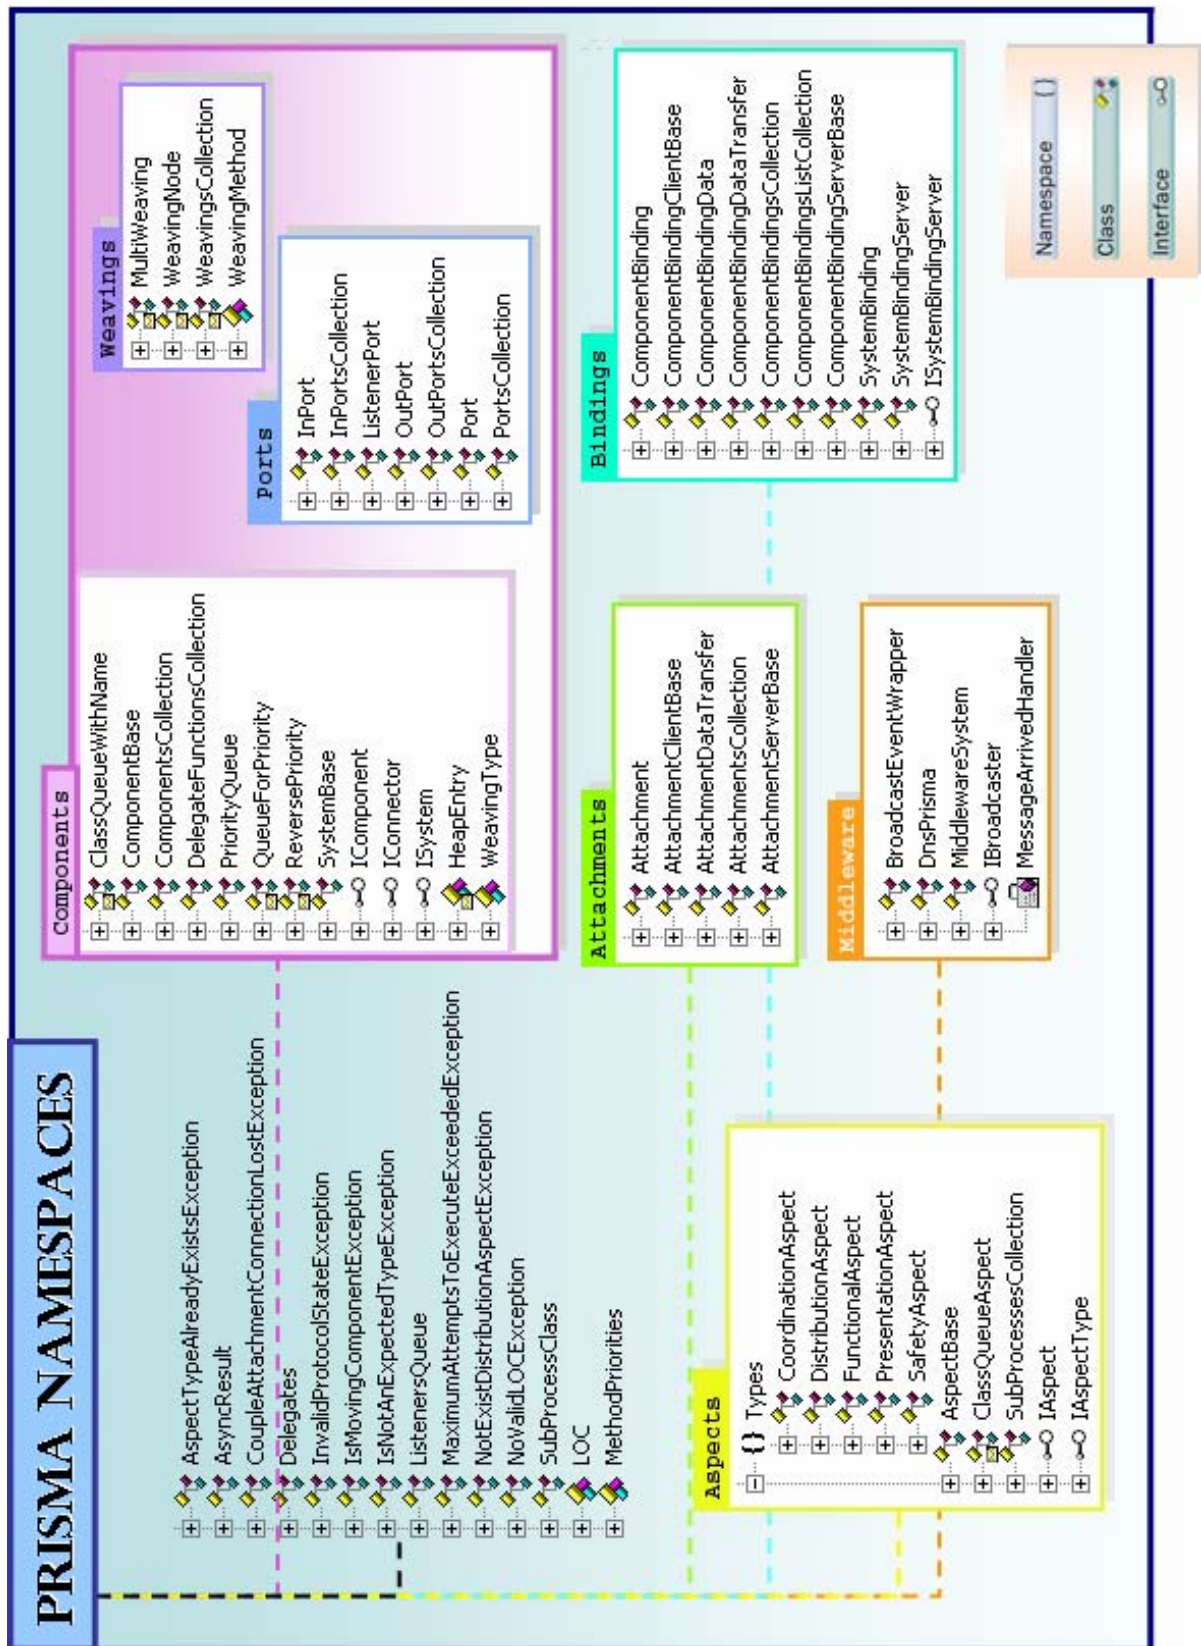 PRISMA NAMESPACES
AspectTypeAlreadyExistsException
AsyncResult
CoupleAttachmentConnectionLostException
Delegates
InvalidProtocolStateException
IsMovingComponentException
IsNotAnExpectedTypeException
ListenersQueue
MaximumAttemptsToExecuteExceededException
NotExistDistributionAspectException
NoValidLOCException
SubProcessClass
LOC
MethodPriorities
Components
ClassQueueWithName
ComponentBase
ComponentsCollection
DelegateFunctionsCollection
PriorityQueue
QueueForPriority
ReversePriority
SystemBase
IComponent
IConnector
ISystem
HeapEntry
WeavingType
Weavings
MultiWeaving
WeavingNode
WeavingsCollection
WeavingMethod
Ports
InPort
InPortsCollection
ListenerPort
OutPort
OutPortsCollection
Port
PortsCollection
Attachments
Attachment
AttachmentClientBase
AttachmentDataTransfer
AttachmentsCollection
AttachmentServerBase
Bindings
ComponentBinding
ComponentBindingClientBase
ComponentBindingData
ComponentBindingDataTransfer
ComponentBindingsCollection
ComponentBindingsListCollection
ComponentBindingServerBase
SystemBinding
SystemBindingServer
ISystemBindingServer
Aspects
{} Types
CoordinationAspect
DistributionAspect
FunctionalAspect
PresentationAspect
SafetyAspect
AspectBase
ClassQueueAspect
SubProcessesCollection
IAspect
IAspectType
Middleware
BroadcastEventWrapper
DnsPrisma
MiddlewareSystem
IBroadcaster
MessageArrivedHandler
Namespace {}
Class
Interface